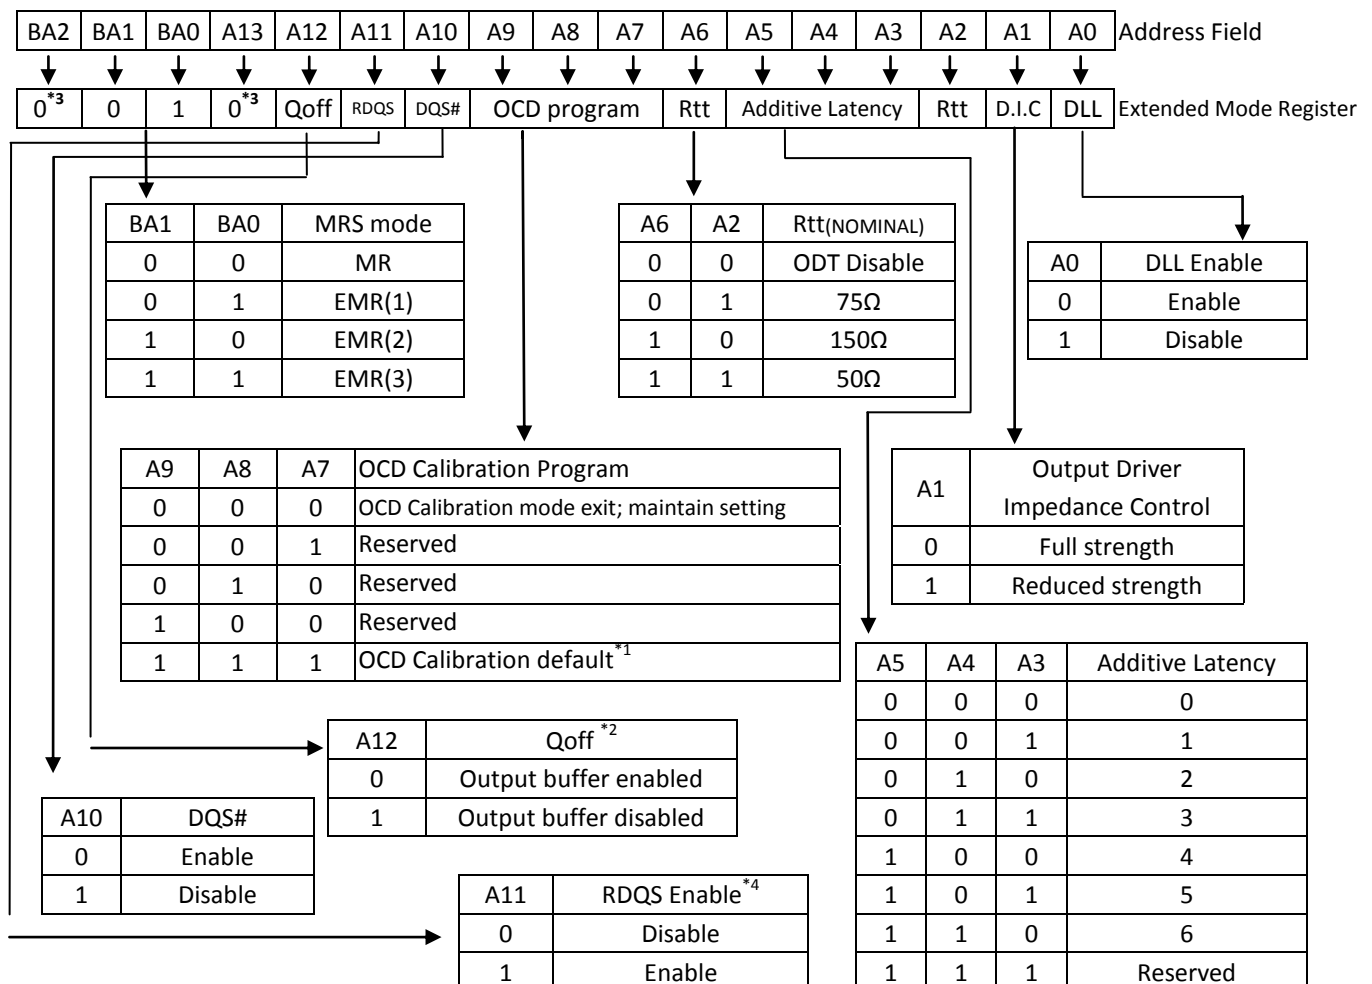 BA2 BA1 BA0 A13 A12 A11 A10 A9 A8 A7 A6 A5 A4 A3 A2 A1 A0 Address Field
0*3 0 1 0*3 Qoff RDQS DQS# OCD program Rtt Additive Latency Rtt D.I.C DLL Extended Mode Register
BA1 BA0 MRS mode
0 0 MR
0 1 EMR(1)
1 0 EMR(2)
1 1 EMR(3)
A6 A2 Rtt(NOMINAL)
0 0 ODT Disable
0 1 75Ω
1 0 150Ω
1 1 50Ω
A0 DLL Enable
0 Enable
1 Disable
A9 A8 A7 OCD Calibration Program
0 0 0 OCD Calibration mode exit; maintain setting
0 0 1 Reserved
0 1 0 Reserved
1 0 0 Reserved
1 1 1 OCD Calibration default*1
A1 Output Driver
Impedance Control
0 Full strength
1 Reduced strength
A5 A4 A3 Additive Latency
0 0 0 0
0 0 1 1
0 1 0 2
0 1 1 3
1 0 0 4
1 0 1 5
1 1 0 6
1 1 1 Reserved
A12 Qoff *2
0 Output buffer enabled
1 Output buffer disabled
A10 DQS#
0 Enable
1 Disable
A11 RDQS Enable*4
0 Disable
1 Enable